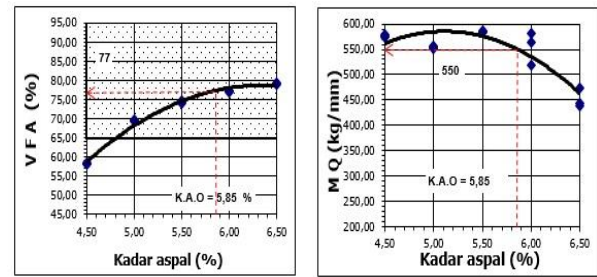 95,00
90,00
85,00
80,00
75,00
70,00
65,00
60,00
55,00
50,00
45,00
VFA (%)
77
K.A.O = 5,85 %
4,50 5,00 5,50 6,00 6,50
Kadar aspal (%)
600,00
550,00
500,00
450,00
400,00
350,00
300,00
250,00
200,00
MQ (kg/mm)
550
K.A.O = 5,85
4,50 5,00 5,50 6,00 6,50
Kadar aspal (%)